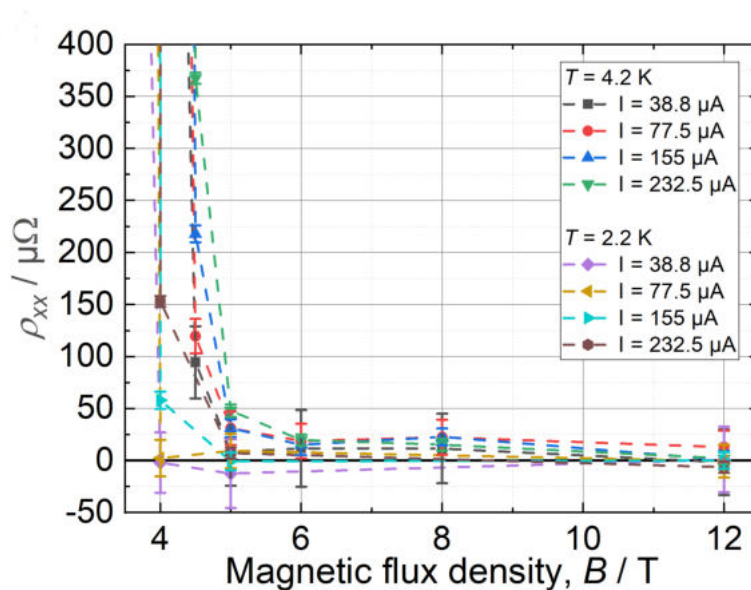 400
350
300
250
200
150
100
50
0
-50
ρxx / μΩ
T = 4.2 K
I = 38.8 μA
I = 77.5 μA
I = 155 μA
I = 232.5 μA
T = 2.2 K
I = 38.8 μA
I = 77.5 μA
I = 155 μA
I = 232.5 μA
4 5 6 8 10 12
Magnetic flux density, B / T